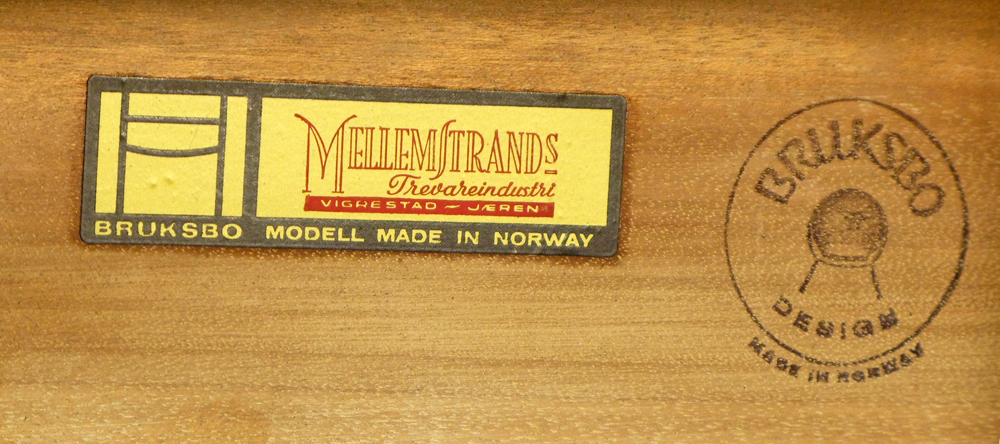 MELLEMSTRANDS
Trevareindustri
VIGRESTAD ~ JÆREN
BRUKSBO MODELL MADE IN NORWAY
BRUKSBO
DESIGN
MADE IN NORWAY